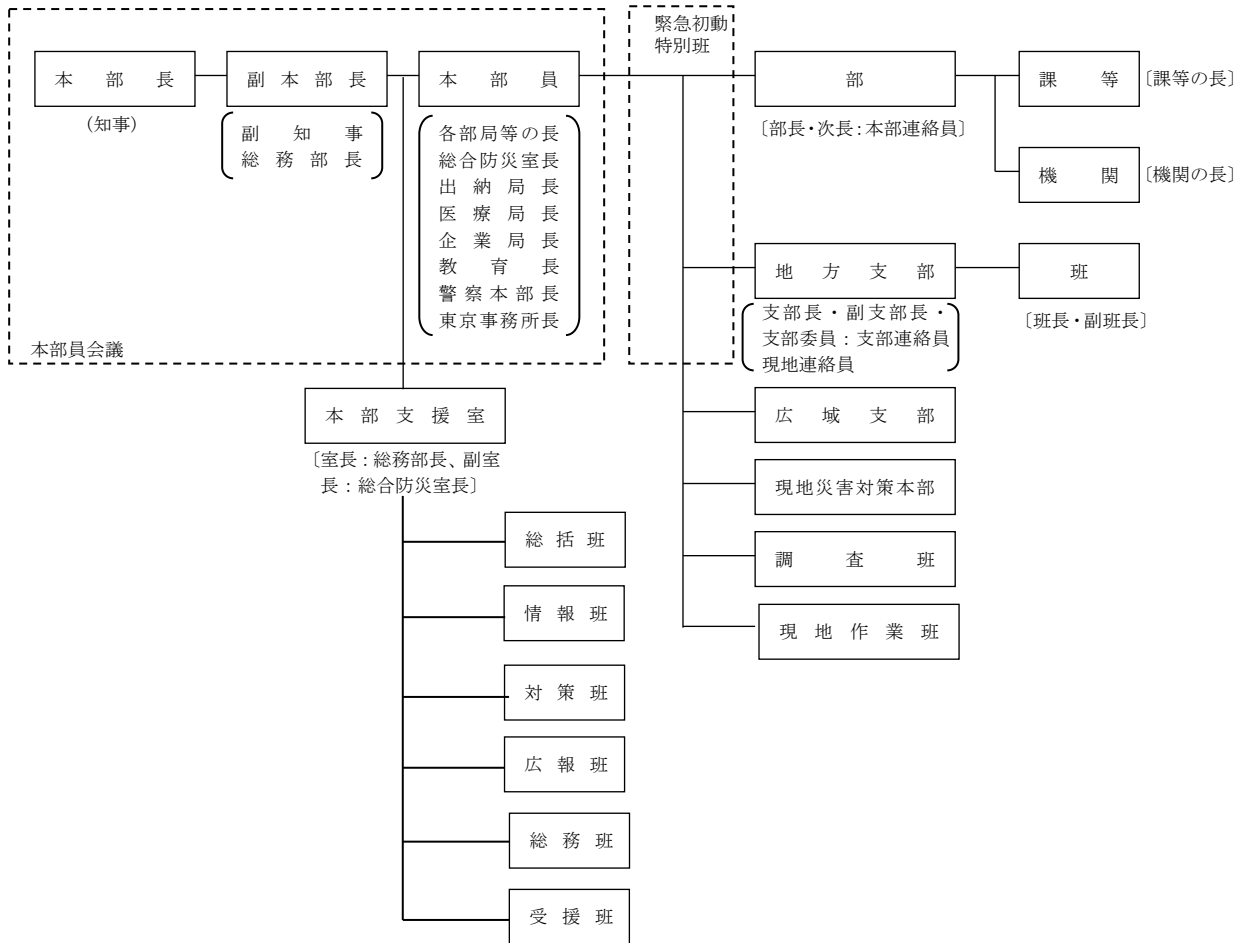 緊急初動
特別班
本部長
副本部長
本部員
部
課等
〔課等の長〕
(知事)
副知事
総務部長
各部局等の長
総合防災室長
出納局長
医療局長
企業局長
教育長
警察本部長
東京事務所長
〔部長・次長:本部連絡員〕
機関
〔機関の長〕
地方支部
班
支部長・副支部長・
支部委員:支部連絡員
現地連絡員
〔班長・副班長〕
本部員会議
本部支援室
〔室長:総務部長、副室
長:総合防災室長〕
広域支部
現地災害対策本部
調査班
現地作業班
総括班
情報班
対策班
広報班
総務班
受援班